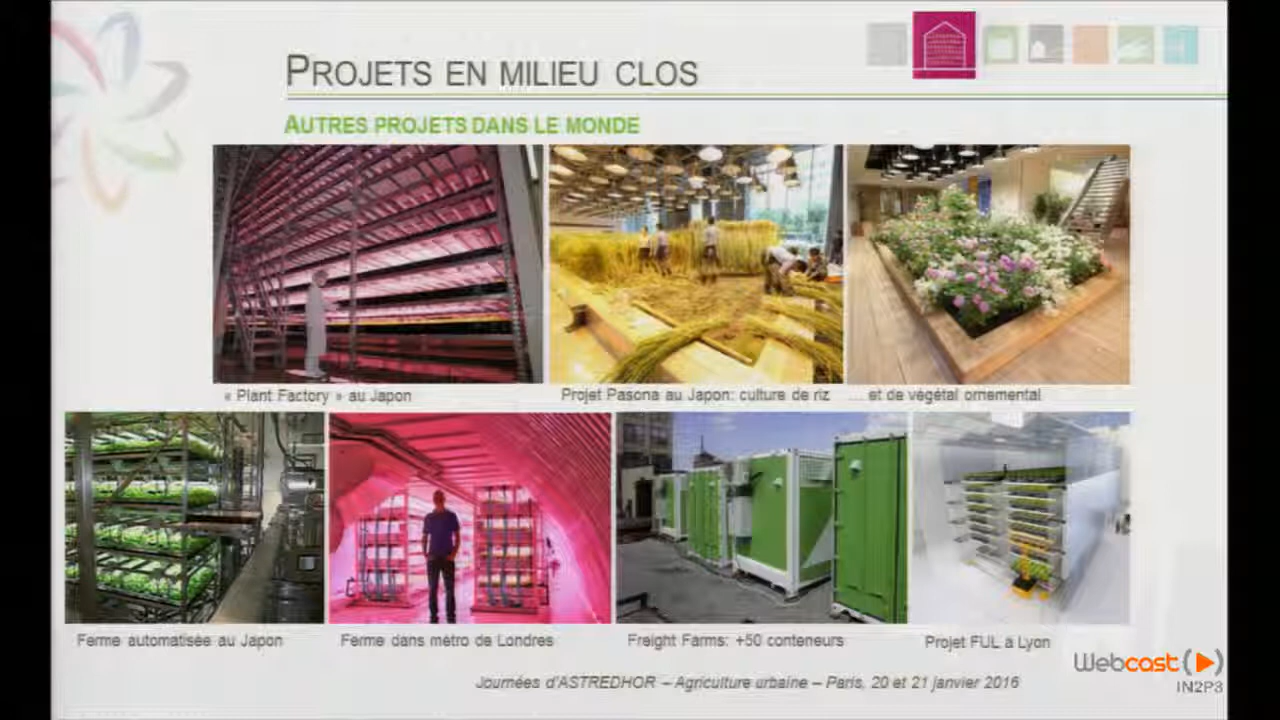 PROJETS EN MILIEU CLOS
AUTRES PROJETS DANS LE MONDE
« Plant Factory » au Japon
Projet Pasona au Japon: culture de riz
... et de végétal ornemental
Ferme automatisée au Japon
Ferme dans métro de Londres
Freight Farms: +50 conteneurs
Projet FUL à Lyon
Journées d'ASTREDHOR – Agriculture urbaine – Paris, 20 et 21 janvier 2016
Webcast
IN2P3